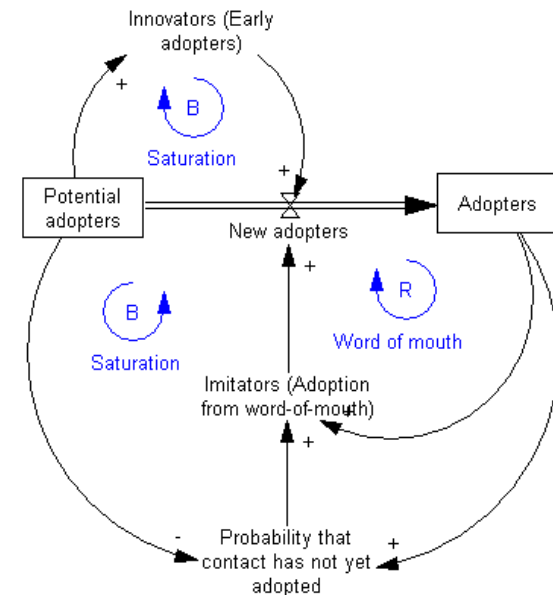 Innovators (Early
adopters)
+
B
Saturation
+
Potential
adopters
Adopters
New adopters
+
B
R
Saturation
Word of mouth
Imitators (Adoption
from word-of-mouth)
+
+
-
Probability that
contact has not yet
adopted
+